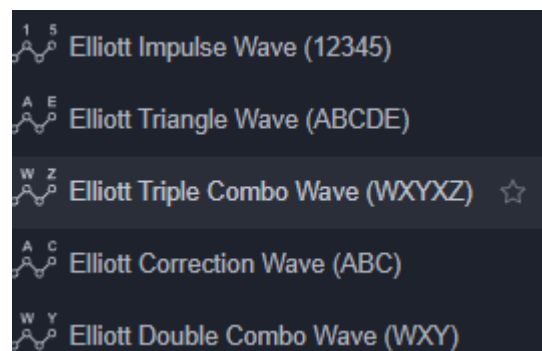 1 5
Elliott Impulse Wave (12345)
A E
Elliott Triangle Wave (ABCDE)
W Z
Elliott Triple Combo Wave (WXYXZ)
A C
Elliott Correction Wave (ABC)
W Y
Elliott Double Combo Wave (WXY)